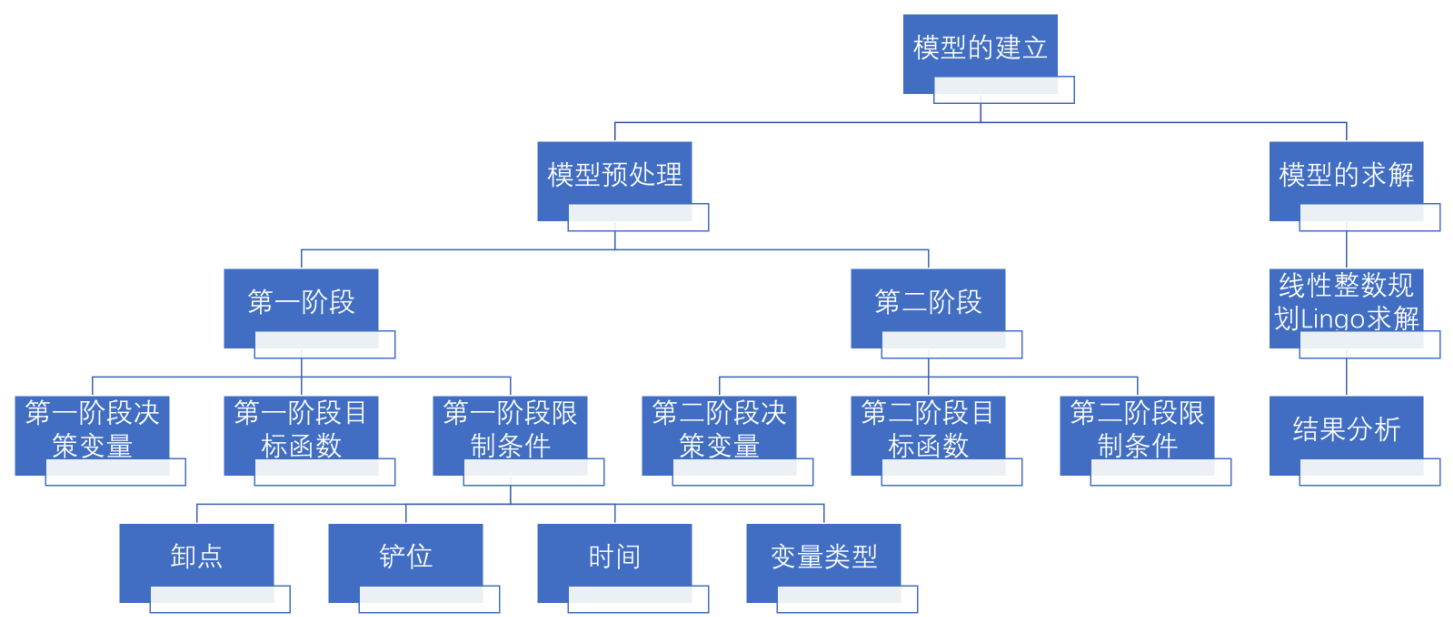 模型的建立
模型预处理
模型的求解
第一阶段
第二阶段
线性整数规
划Lingo求解
第一阶段决
策变量
第一阶段目
标函数
第一阶段限
制条件
第二阶段决
策变量
第二阶段目
标函数
第二阶段限
制条件
结果分析
卸点
铲位
时间
变量类型